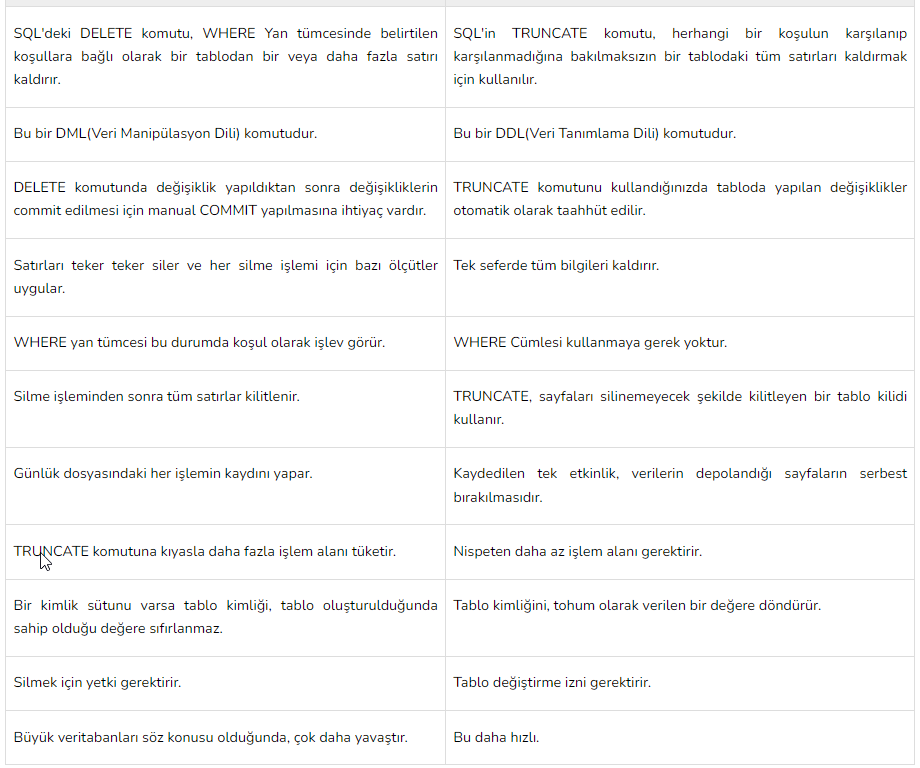 SQL'deki DELETE komutu, WHERE Yan tümcesinde belirtilen
koşullara bağlı olarak bir tablodan bir veya daha fazla satırı
kaldırır.
SQL'in TRUNCATE komutu, herhangi bir koşulun karşılanıp
karşılanmadığına bakılmaksızın bir tablodaki tüm satırları kaldırmak
için kullanılır.
Bu bir DML(Veri Manipülasyon Dili) komutudur.
Bu bir DDL(Veri Tanımlama Dili) komutudur.
DELETE komutunda değişiklik yapıldıktan sonra değişikliklerin
commit edilmesi için manual COMMIT yapılmasına ihtiyaç vardır.
TRUNCATE komutunu kullandığınızda tabloda yapılan değişiklikler
otomatik olarak taahhüt edilir.
Satırları teker teker siler ve her silme işlemi için bazı ölçütler
uygular.
Tek seferde tüm bilgileri kaldırır.
WHERE yan tümcesi bu durumda koşul olarak işlev görür.
WHERE Cümlesi kullanmaya gerek yoktur.
Silme işleminden sonra tüm satırlar kilitlenir.
TRUNCATE, sayfaları silinemeyecek şekilde kilitleyen bir tablo kilidi
kullanır.
Günlük dosyasındaki her işlemin kaydını yapar.
Kaydedilen tek etkinlik, verilerin depolandığı sayfaların serbest
bırakılmasıdır.
TRUNCATE komutuna kıyasla daha fazla işlem alanı tüketir.
Nispeten daha az işlem alanı gerektirir.
Bir kimlik sütunu varsa tablo kimliği, tablo oluşturulduğunda
sahip olduğu değere sıfırlanmaz.
Tablo kimliğini, tohum olarak verilen bir değere döndürür.
Silmek için yetki gerektirir.
Tablo değiştirme izni gerektirir.
Büyük veritabanları söz konusu olduğunda, çok daha yavaştır.
Bu daha hızlı.